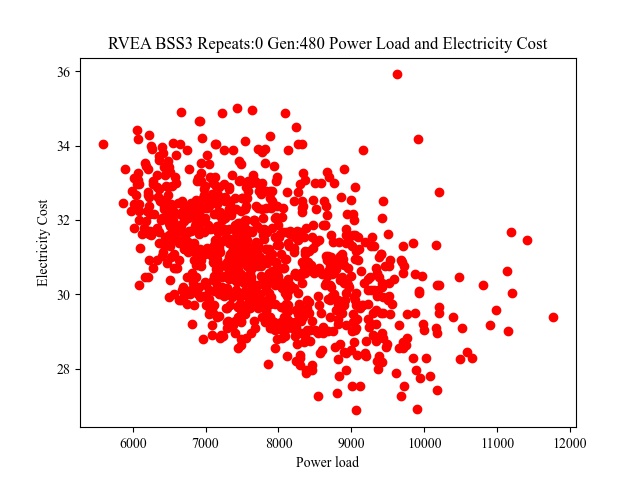 RVEA BSS3 Repeats:0 Gen:480 Power Load and Electricity Cost
36
34
32
30
28
Electricity Cost
6000 7000 8000 9000 10000 11000 12000
Power load